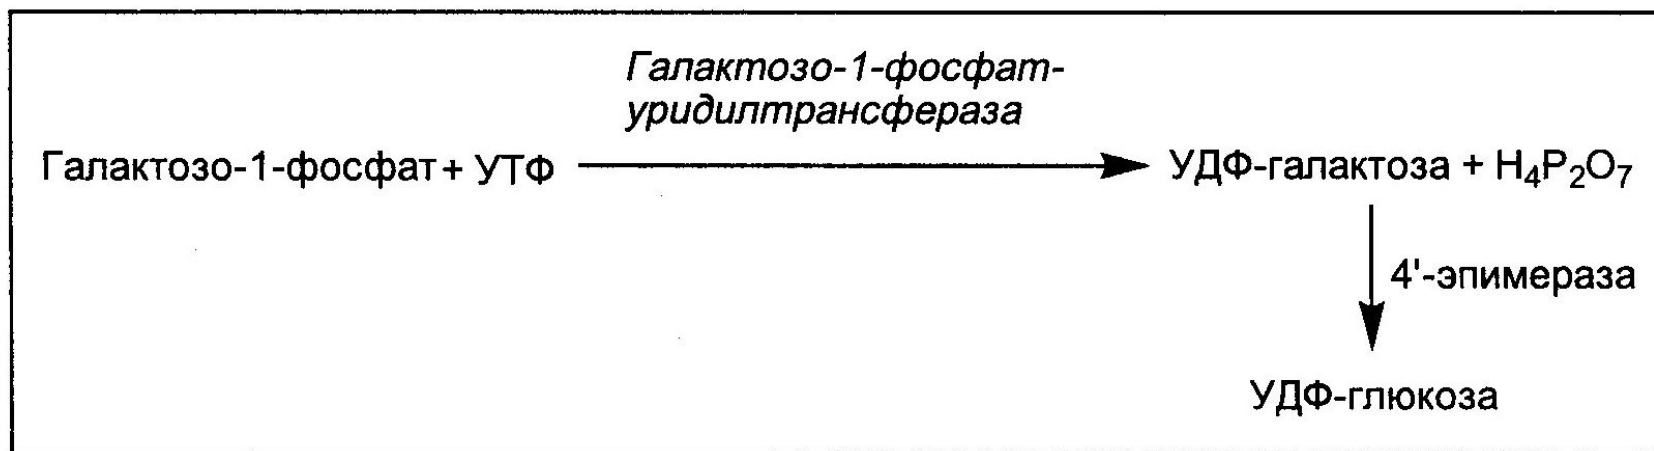 Галактозо-1-фосфат-
уридилтрансфераза
Галактозо-1-фосфат + УТФ УДФ-галактоза + H₄P₂O₇
4'-эпимераза
УДФ-глюкоза